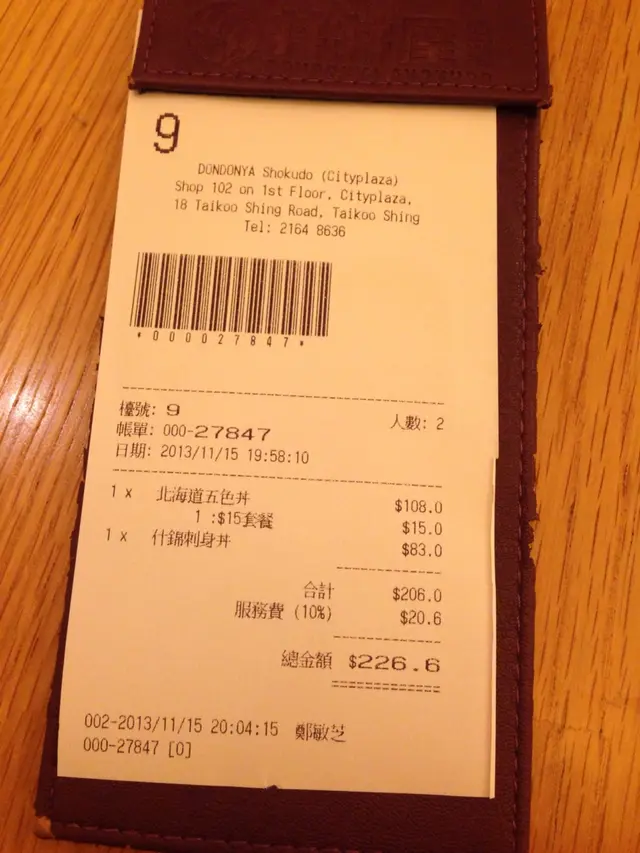 9
DONDONYA Shokudo (Cityplaza)
Shop 102 on 1st Floor, Cityplaza,
18 Taikoo Shing Road, Taikoo Shing
Tel: 2164 8636
*000027847*
檯號: 9 人數: 2
帳單: 000-27847
日期: 2013/11/15 19:58:10
1 x 北海道五色丼 $108.0
1 :$15套餐 $15.0
1 x 什錦刺身丼 $83.0
合計 $206.0
服務費 (10%) $20.6
總金額 $226.6
002-2013/11/15 20:04:15 鄭敏芝
000-27847 [0]